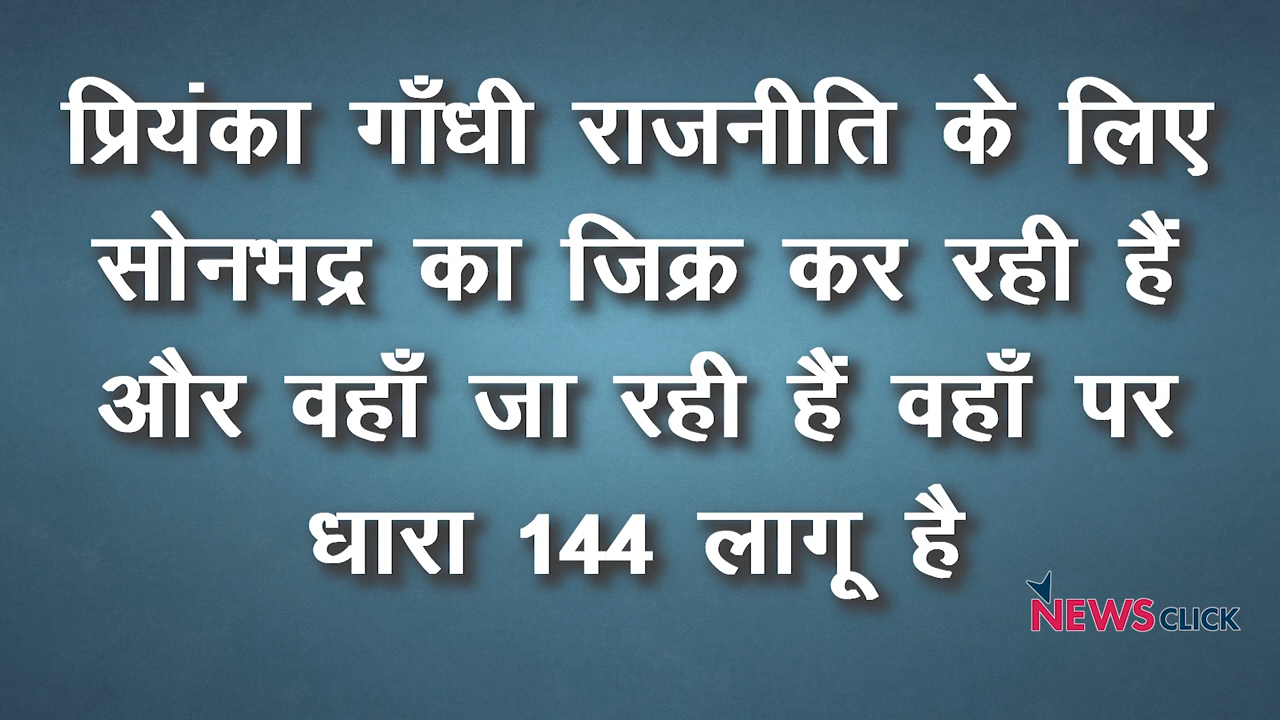 प्रियंका गाँधी राजनीति के लिए
सोनभद्र का जिक्र कर रही हैं
और वहाँ जा रही हैं वहाँ पर
धारा 144 लागू है
NEWSCLICK